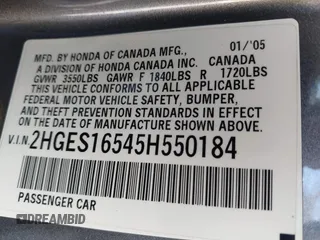 MFD. BY HONDA OF CANADA MFG., 01/'05
A DIVISION OF HONDA CANADA INC. CANADA
GVWR 3550LBS GAWR F 1840LBS R 1720LBS
THIS VEHICLE CONFORMS TO ALL APPLICABLE
FEDERAL MOTOR VEHICLE SAFETY, BUMPER,
AND THEFT PREVENTION STANDARDS IN EFFECT
ON THE DATE OF MANUFACTURE SHOWN ABOVE.
V.I.N. 2HGES16545H550184
PASSENGER CAR
DREAMBID